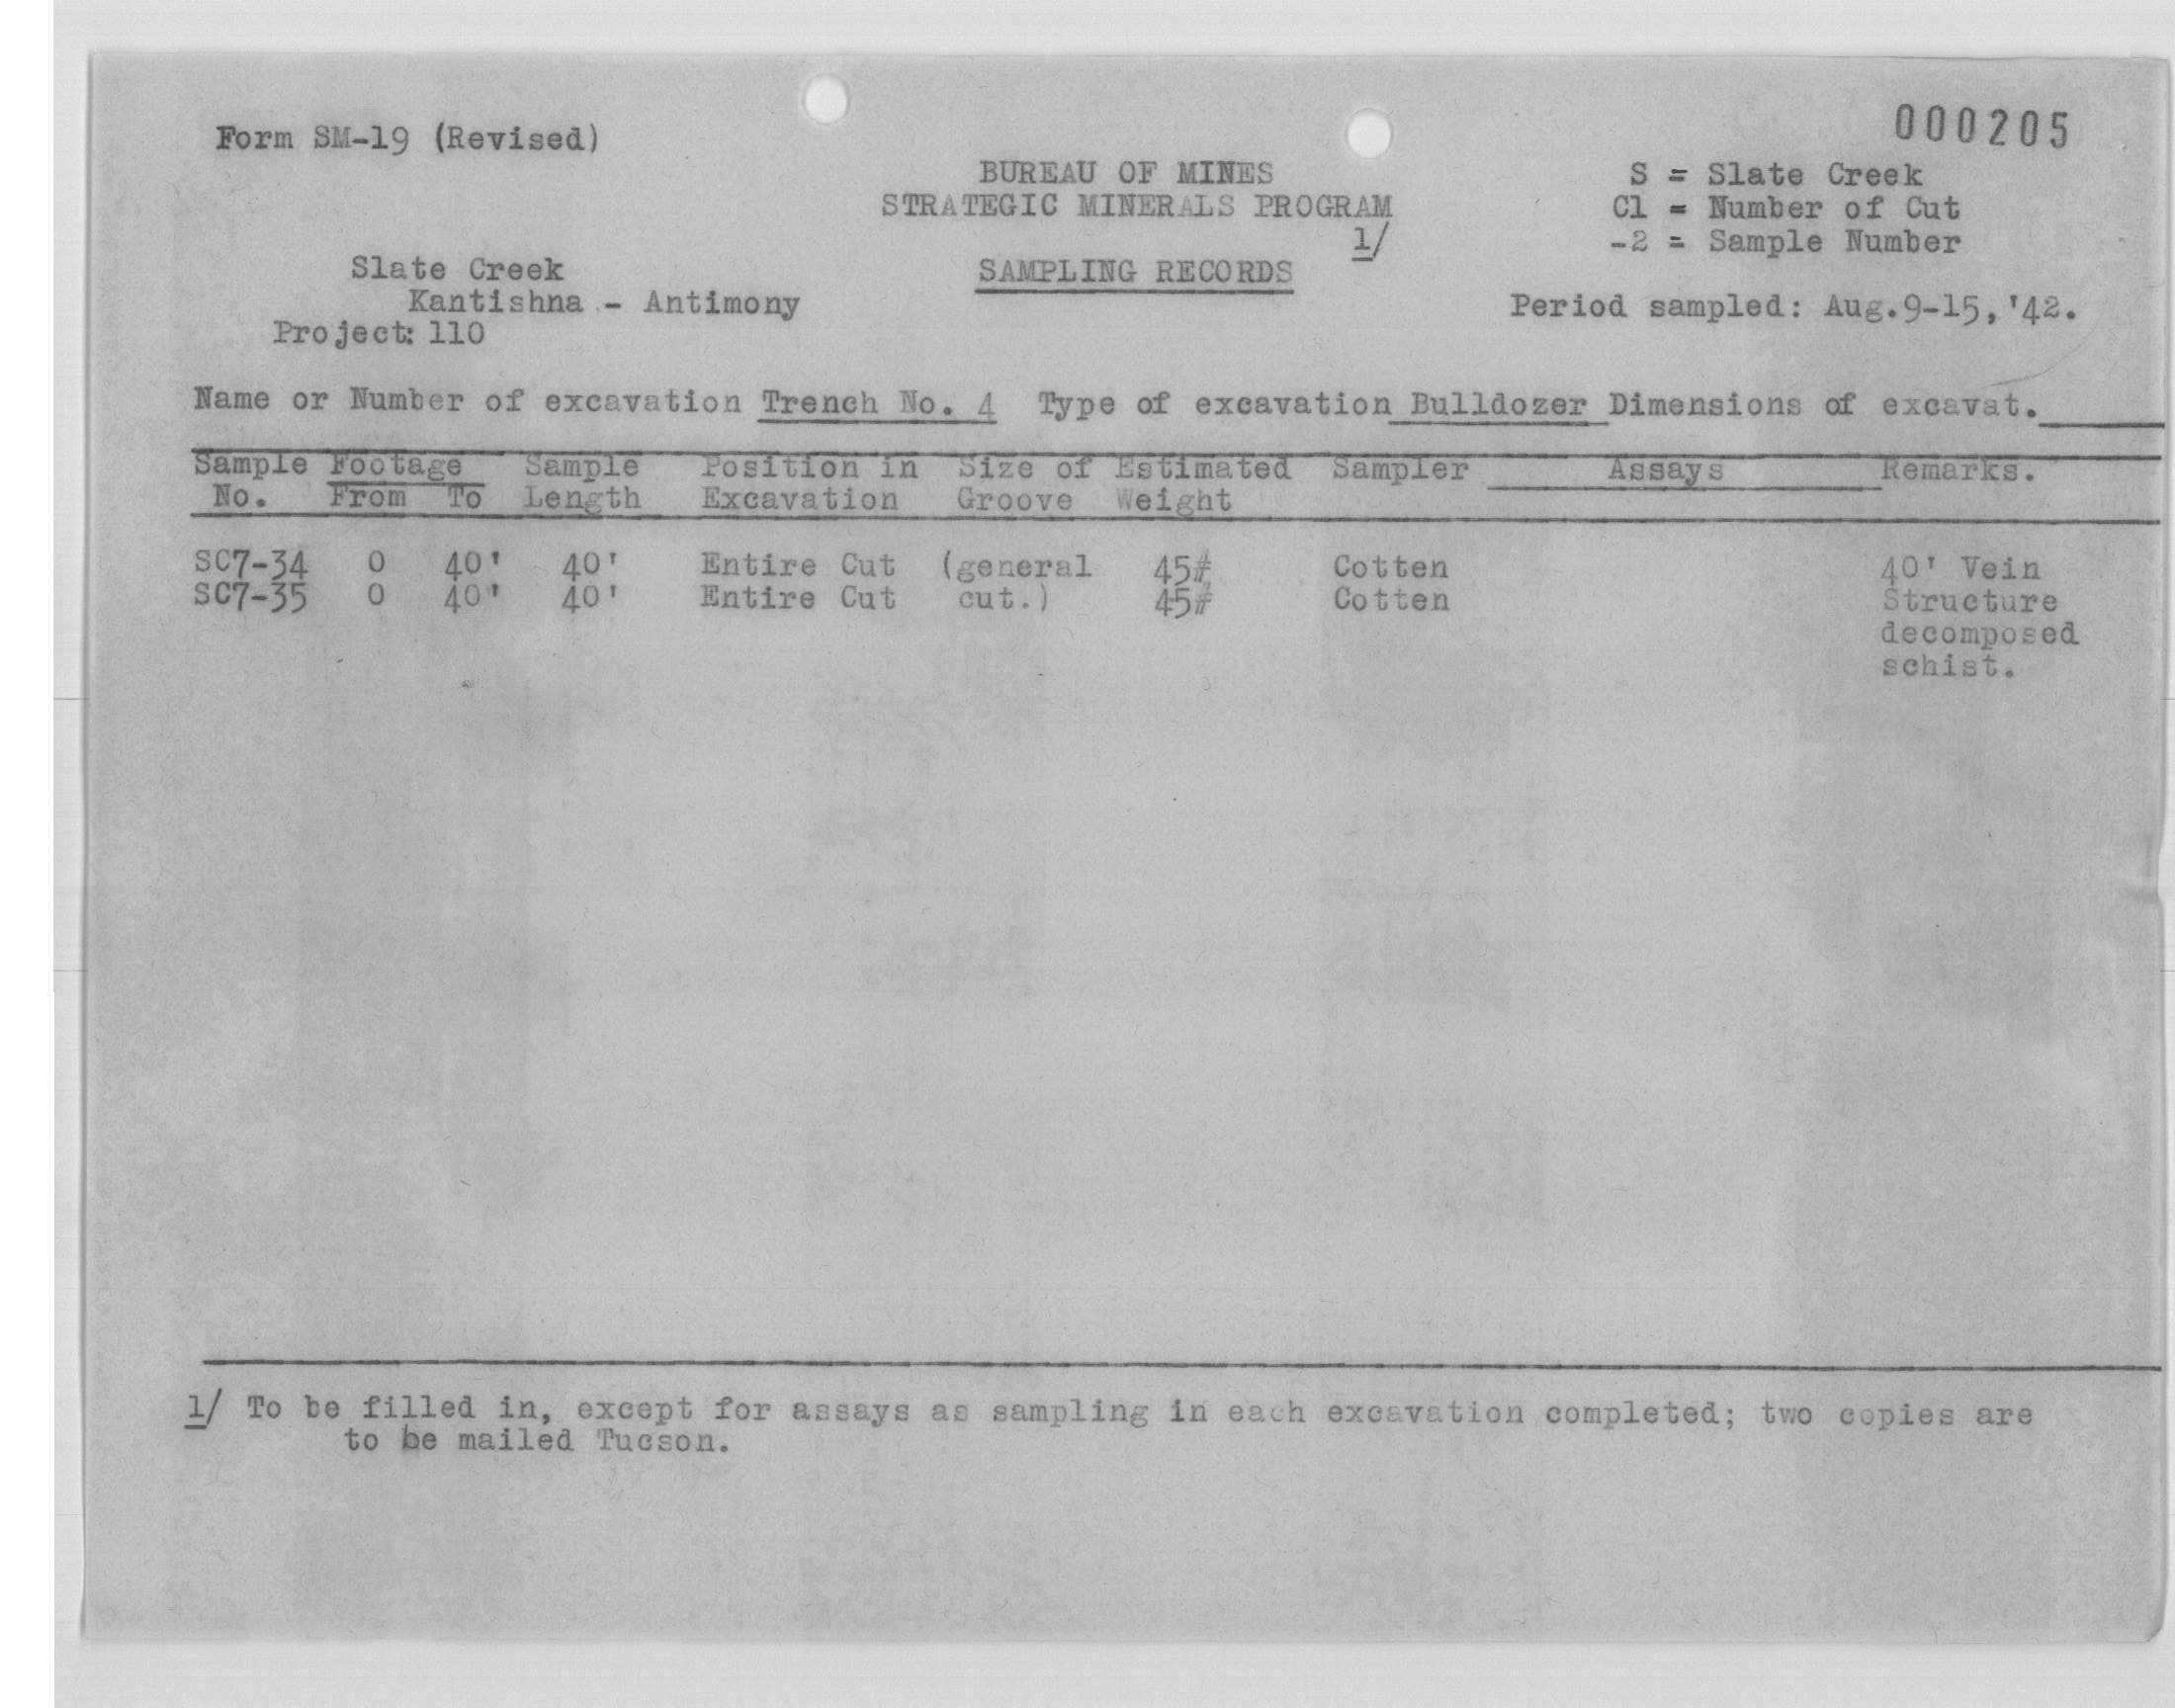 000205
Form SM-19 (Revised)
BUREAU OF MINES
STRATEGIC MINERALS PROGRAM
1/
SAMPLING RECORDS
S = Slate Creek
Cl = Number of Cut
-2 = Sample Number
Slate Creek
Kantishna - Antimony
Project: 110
Period sampled: Aug.9-15,'42.
Name or Number of excavation Trench No. 4 Type of excavation Bulldozer Dimensions of excavat.
Sample Footage Sample Position in Size of Estimated Sampler Assays Remarks.
No. From To Length Excavation Groove Weight
SC7-34 0 40' 40' Entire Cut (general 45# Cotten 40' Vein
SC7-35 0 40' 40' Entire Cut cut.) 45# Cotten Structure
decomposed
schist.
1/ To be filled in, except for assays as sampling in each excavation completed; two copies are
to be mailed Tucson.